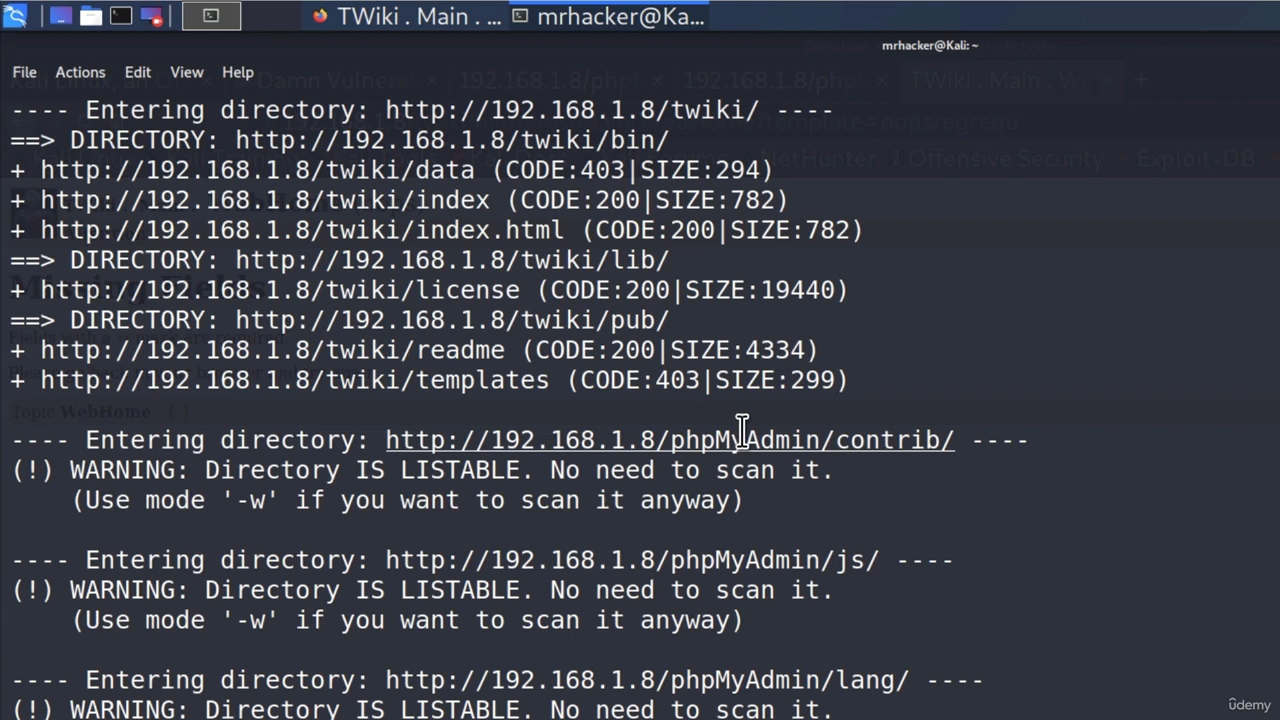 TWiki . Main . ...
mrhacker@Ka...
mrhacker@Kali: ~
File Actions Edit View Help
---- Entering directory: http://192.168.1.8/twiki/ ----
==> DIRECTORY: http://192.168.1.8/twiki/bin/
+ http://192.168.1.8/twiki/data (CODE:403|SIZE:294)
+ http://192.168.1.8/twiki/index (CODE:200|SIZE:782)
+ http://192.168.1.8/twiki/index.html (CODE:200|SIZE:782)
==> DIRECTORY: http://192.168.1.8/twiki/lib/
+ http://192.168.1.8/twiki/license (CODE:200|SIZE:19440)
==> DIRECTORY: http://192.168.1.8/twiki/pub/
+ http://192.168.1.8/twiki/readme (CODE:200|SIZE:4334)
+ http://192.168.1.8/twiki/templates (CODE:403|SIZE:299)
Topic WebHome . { }
---- Entering directory: http://192.168.1.8/phpMyAdmin/contrib/ ----
(!) WARNING: Directory IS LISTABLE. No need to scan it.
(Use mode '-w' if you want to scan it anyway)
---- Entering directory: http://192.168.1.8/phpMyAdmin/js/ ----
(!) WARNING: Directory IS LISTABLE. No need to scan it.
(Use mode '-w' if you want to scan it anyway)
---- Entering directory: http://192.168.1.8/phpMyAdmin/lang/ ----
(!) WARNING: Directory IS LISTABLE. No need to scan it.
ûdemy